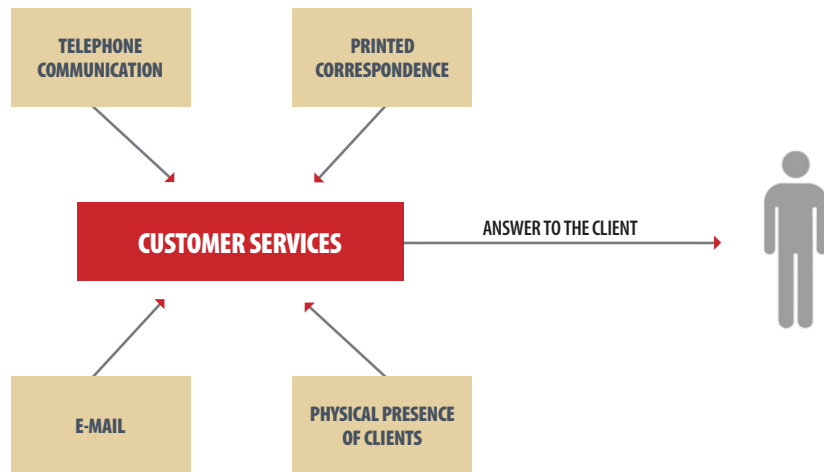 TELEPHONE
COMMUNICATION
PRINTED
CORRESPONDENCE
CUSTOMER SERVICES
ANSWER TO THE CLIENT
E-MAIL
PHYSICAL PRESENCE
OF CLIENTS